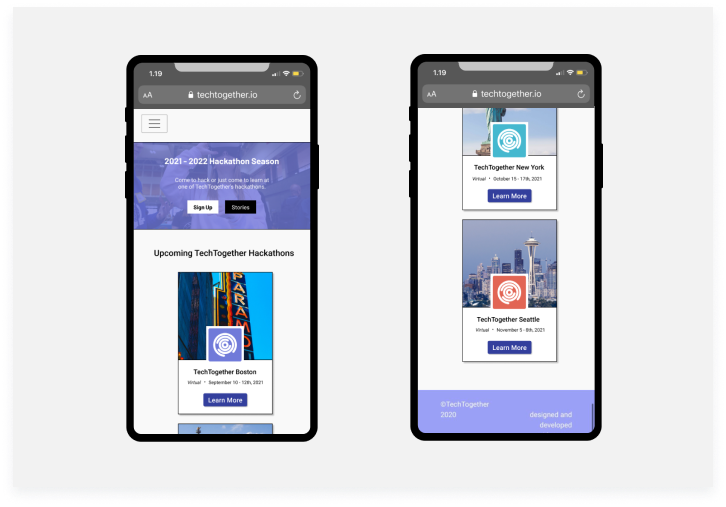 1.19
AA techtogether.io
2021 - 2022 Hackathon Season
Come to hack or just come to learn at
one of TechTogether's hackathons.
Sign Up Stories
Upcoming TechTogether Hackathons
PARAMO
TechTogether Boston
Virtual • September 10 - 12th, 2021
Learn More
1.19
AA techtogether.io
TechTogether New York
Virtual • October 15 - 17th, 2021
Learn More
TechTogether Seattle
Virtual • November 5 - 8th, 2021
Learn More
©TechTogether
2020
designed and
developed